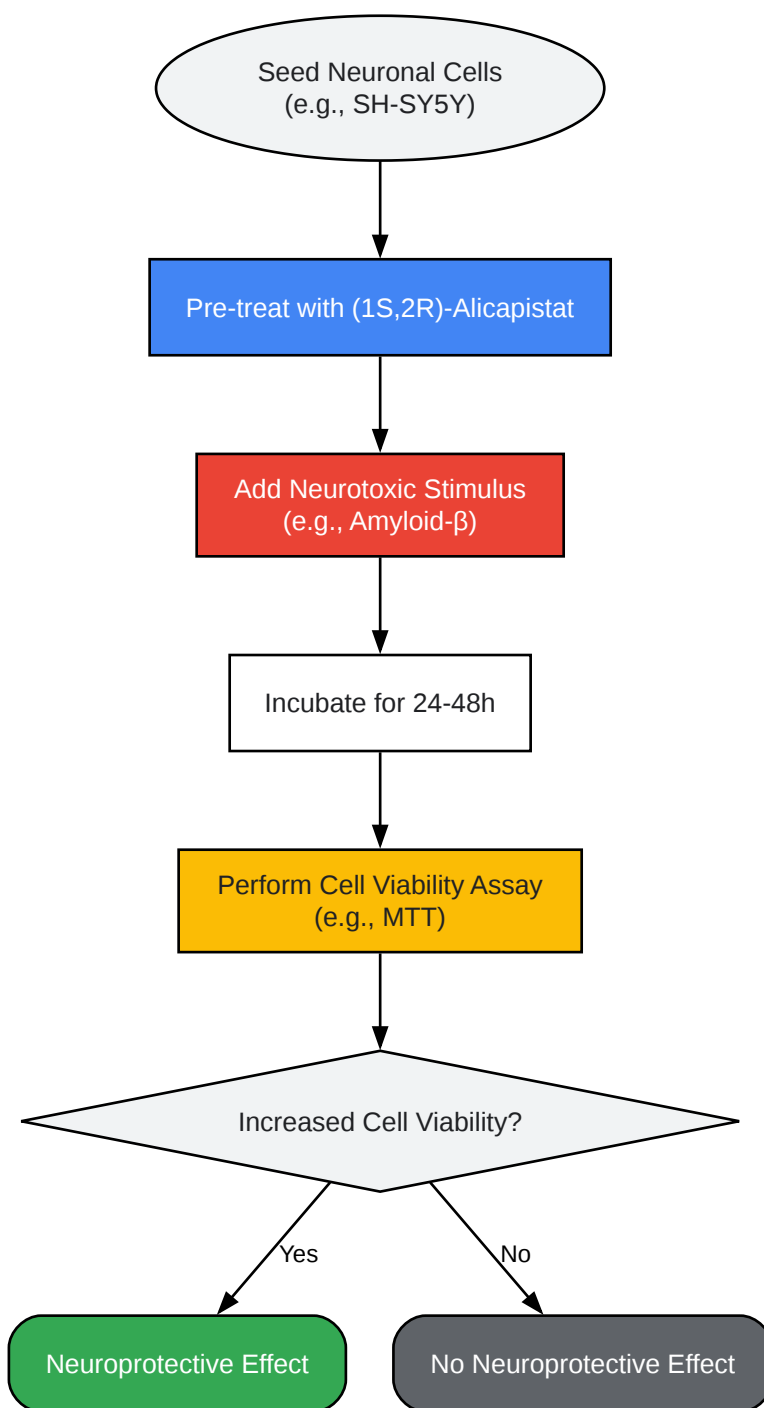 Seed Neuronal Cells
(e.g., SH-SY5Y)
Pre-treat with (1S,2R)-Alicapistat
Add Neurotoxic Stimulus
(e.g., Amyloid-β)
Incubate for 24-48h
Perform Cell Viability Assay
(e.g., MTT)
Increased Cell Viability?
Yes
No
Neuroprotective Effect
No Neuroprotective Effect